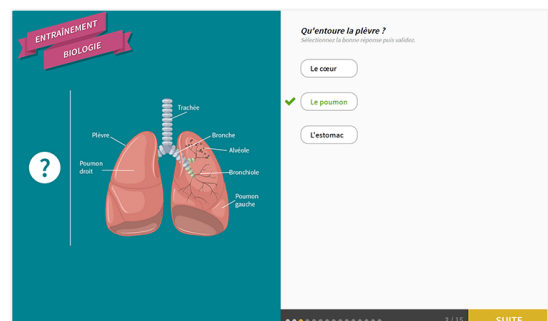 ENTRAÎNEMENT
BIOLOGIE
Trachée
Plèvre
Bronche
Alvéole
Poumon
droit
Bronchiole
Poumon
gauche
?
Qu'entoure la plèvre ?
Sélectionnez la bonne réponse puis validez.
Le cœur
Le poumon
L'estomac
/ 15
SUITE